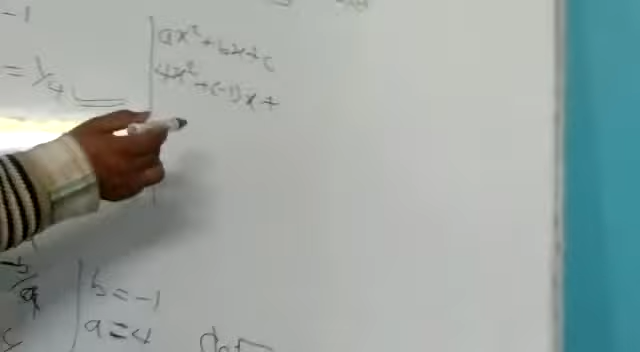 -1
= 1/4
ax² + bx + c
4x² + (-1)x +
b = -1
a = 4